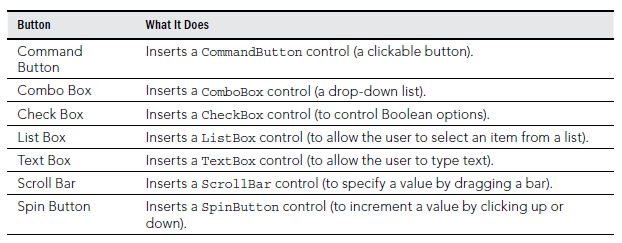 Button What It Does
Command Inserts a CommandButton control (a clickable button).
Button
Combo Box Inserts a ComboBox control (a drop-down list).
Check Box Inserts a CheckBox control (to control Boolean options).
List Box Inserts a ListBox control (to allow the user to select an item from a list).
Text Box Inserts a TextBox control (to allow the user to type text).
Scroll Bar Inserts a ScrollBar control (to specify a value by dragging a bar).
Spin Button Inserts a SpinButton control (to increment a value by clicking up or
down).